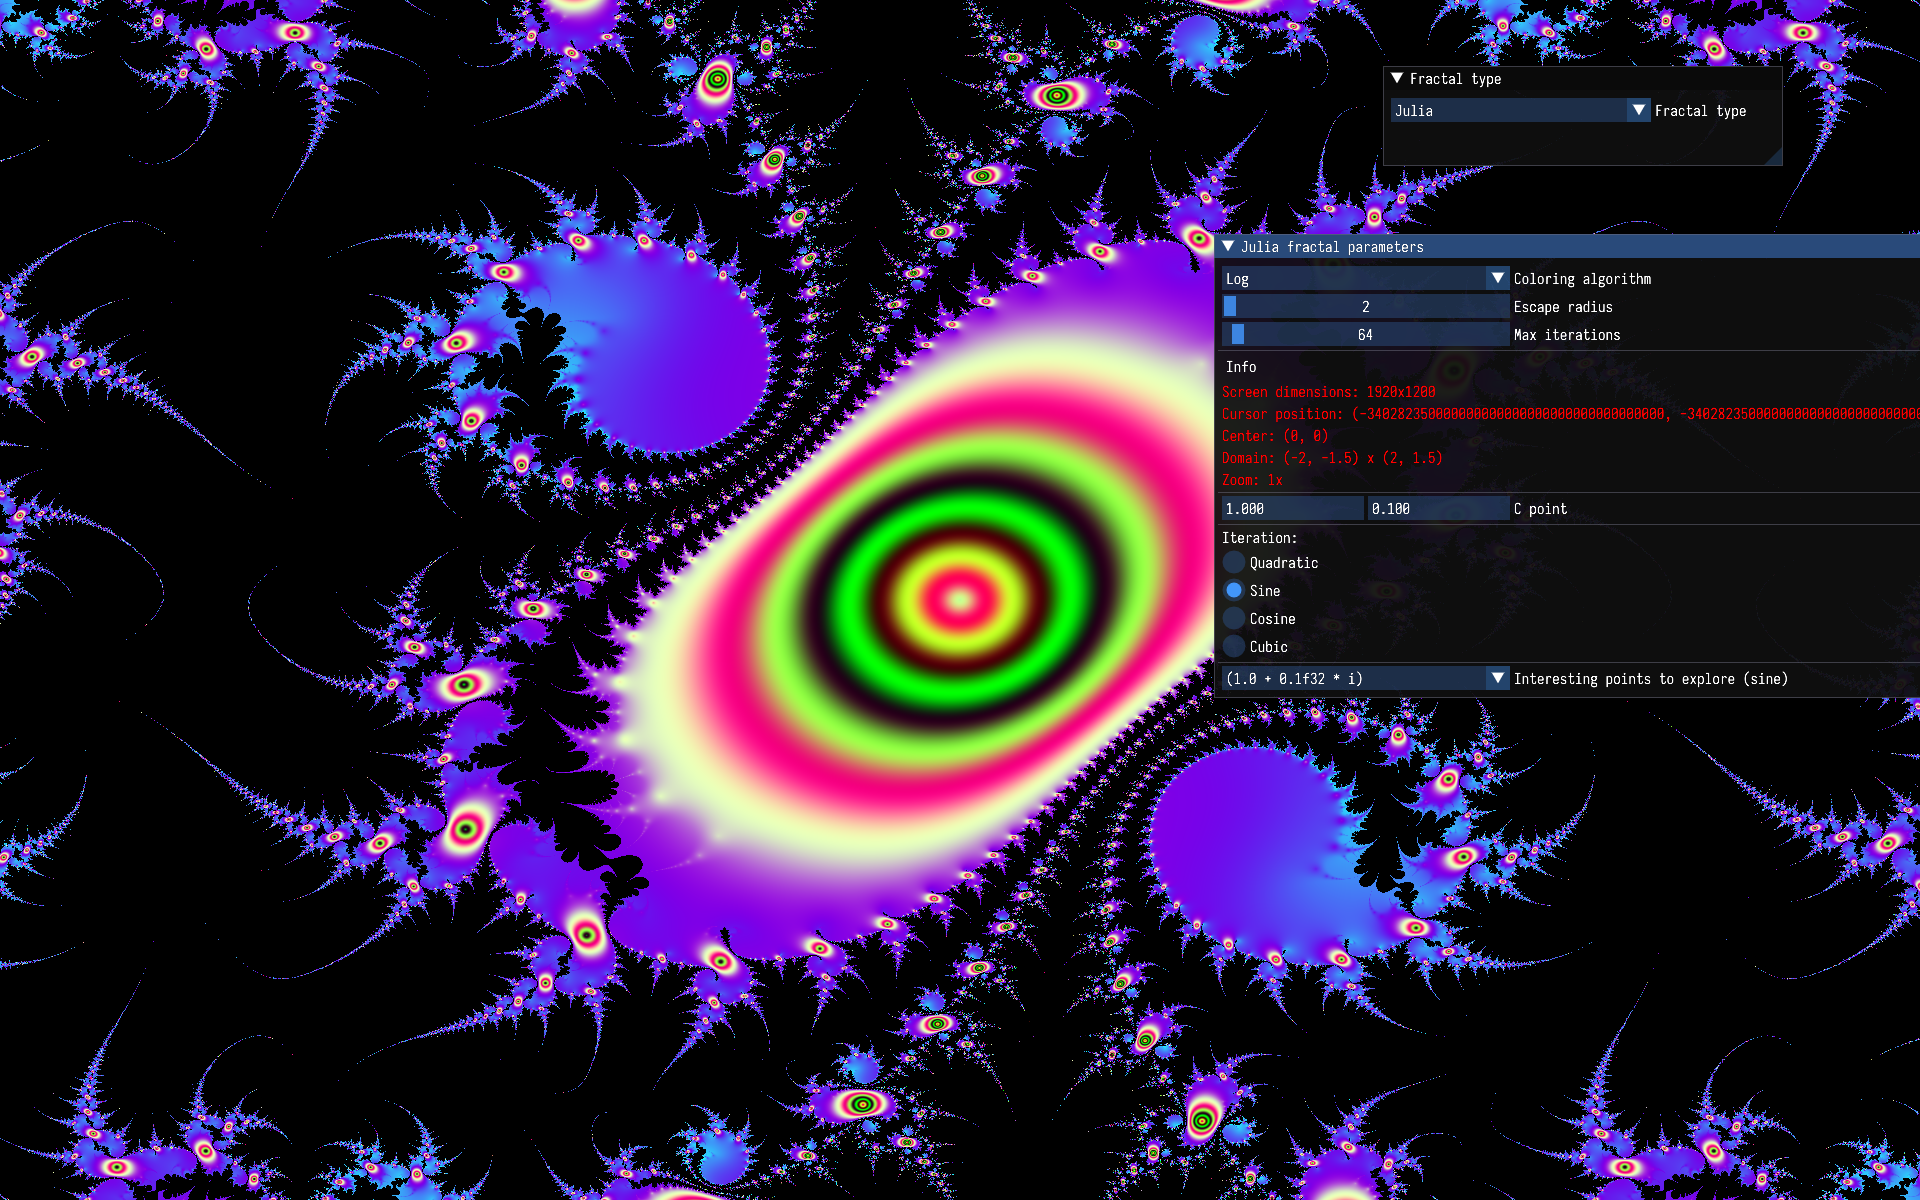 Fractal type
Julia Fractal type
Julia fractal parameters
Log Coloring algorithm
2 Escape radius
64 Max iterations
Info
Screen dimensions: 1920x1200
Cursor position: (-340282350000000000000000000000000000000, -3402823500000000000000000000000
Center: (0, 0)
Domain: (-2, -1.5) x (2, 1.5)
Zoom: 1x
1.000 0.100 C point
Iteration:
Quadratic
Sine
Cosine
Cubic
(1.0 + 0.1f32 * i) Interesting points to explore (sine)